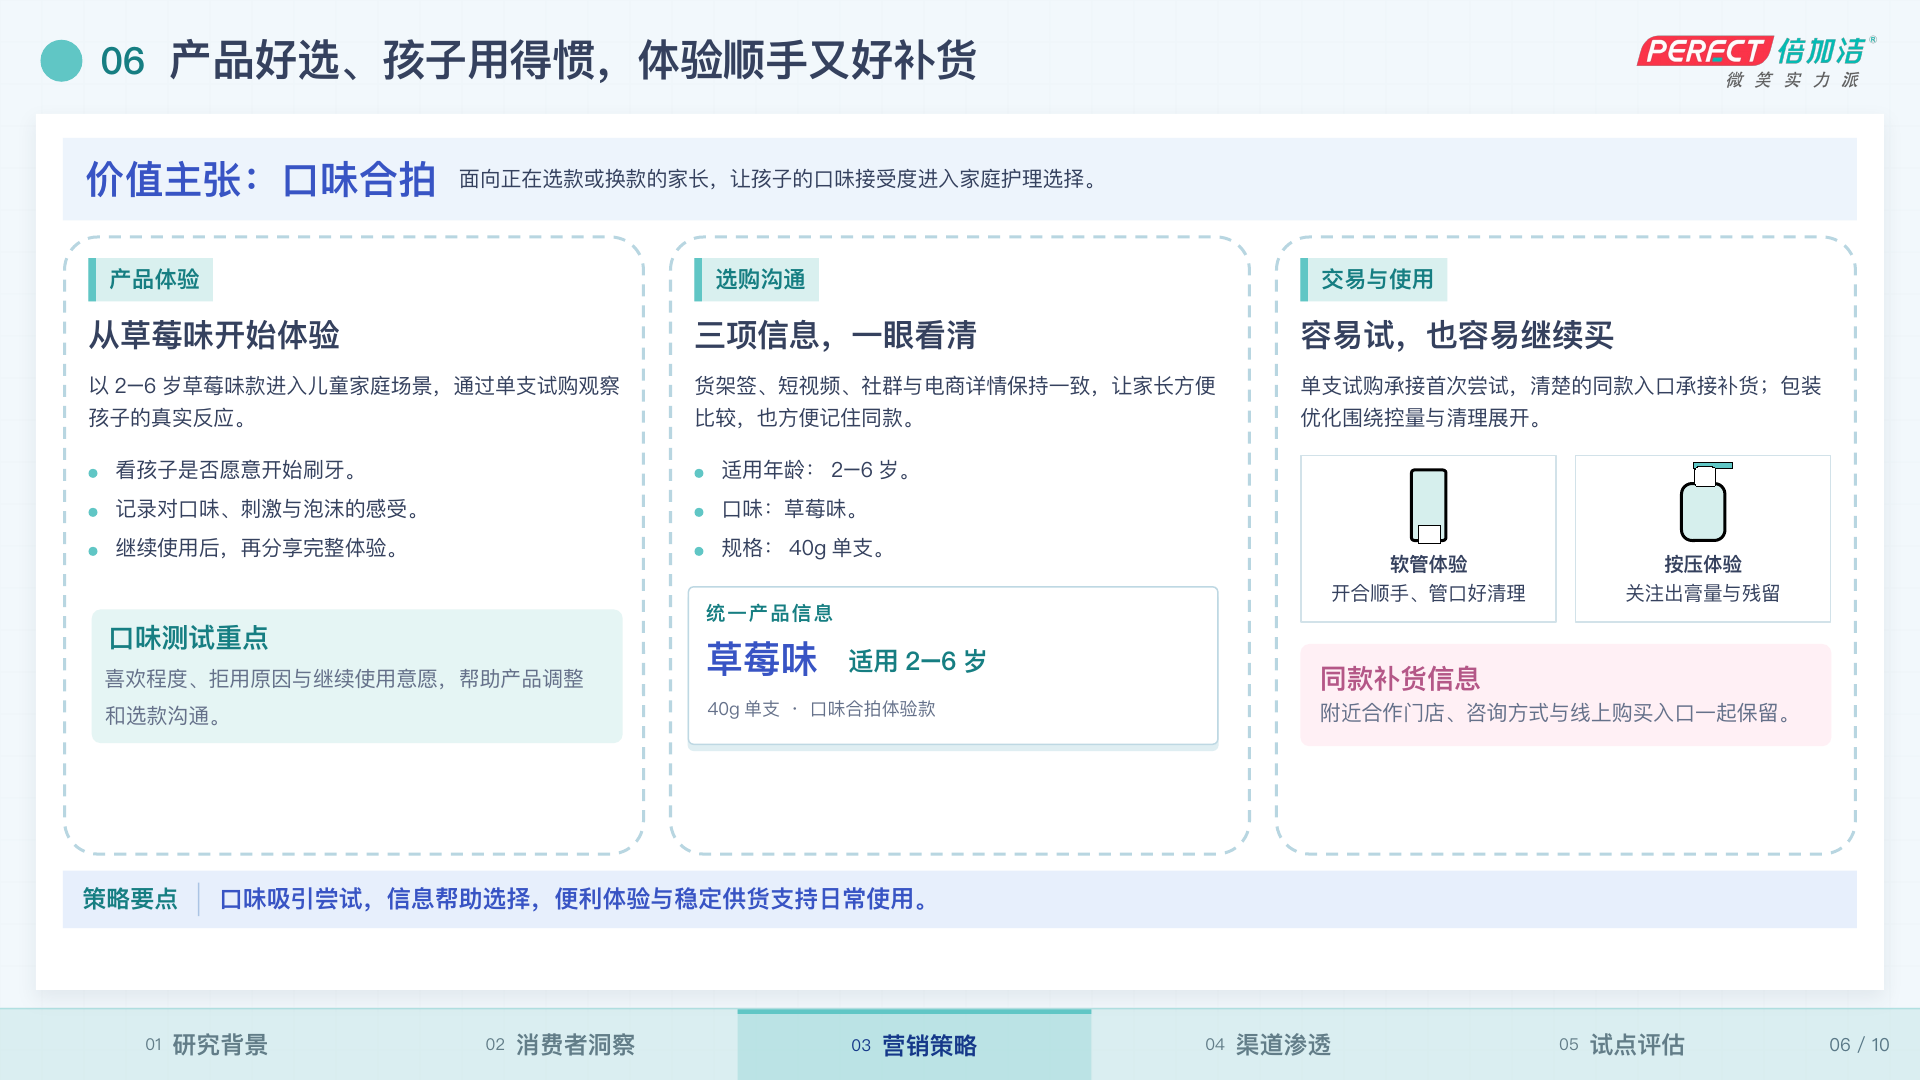 06 产品好选、孩子用得惯，体验顺手又好补货
PERFECT 倍加洁®
微笑实力派
价值主张：口味合拍 面向正在选款或换款的家长，让孩子的口味接受度进入家庭护理选择。
产品体验
从草莓味开始体验
以 2—6 岁草莓味款进入儿童家庭场景，通过单支试购观察
孩子的真实反应。
看孩子是否愿意开始刷牙。
记录对口味、刺激与泡沫的感受。
继续使用后，再分享完整体验。
口味测试重点
喜欢程度、拒用原因与继续使用意愿，帮助产品调整
和选款沟通。
选购沟通
三项信息，一眼看清
货架签、短视频、社群与电商详情保持一致，让家长方便
比较，也方便记住同款。
适用年龄： 2—6 岁。
口味：草莓味。
规格： 40g 单支。
统一产品信息
草莓味 适用 2—6 岁
40g 单支 · 口味合拍体验款
交易与使用
容易试，也容易继续买
单支试购承接首次尝试，清楚的同款入口承接补货；包装
优化围绕控量与清理展开。
软管体验
开合顺手、管口好清理
按压体验
关注出膏量与残留
同款补货信息
附近合作门店、咨询方式与线上购买入口一起保留。
策略要点 口味吸引尝试，信息帮助选择，便利体验与稳定供货支持日常使用。
01 研究背景
02 消费者洞察
03 营销策略
04 渠道渗透
05 试点评估
06 / 10